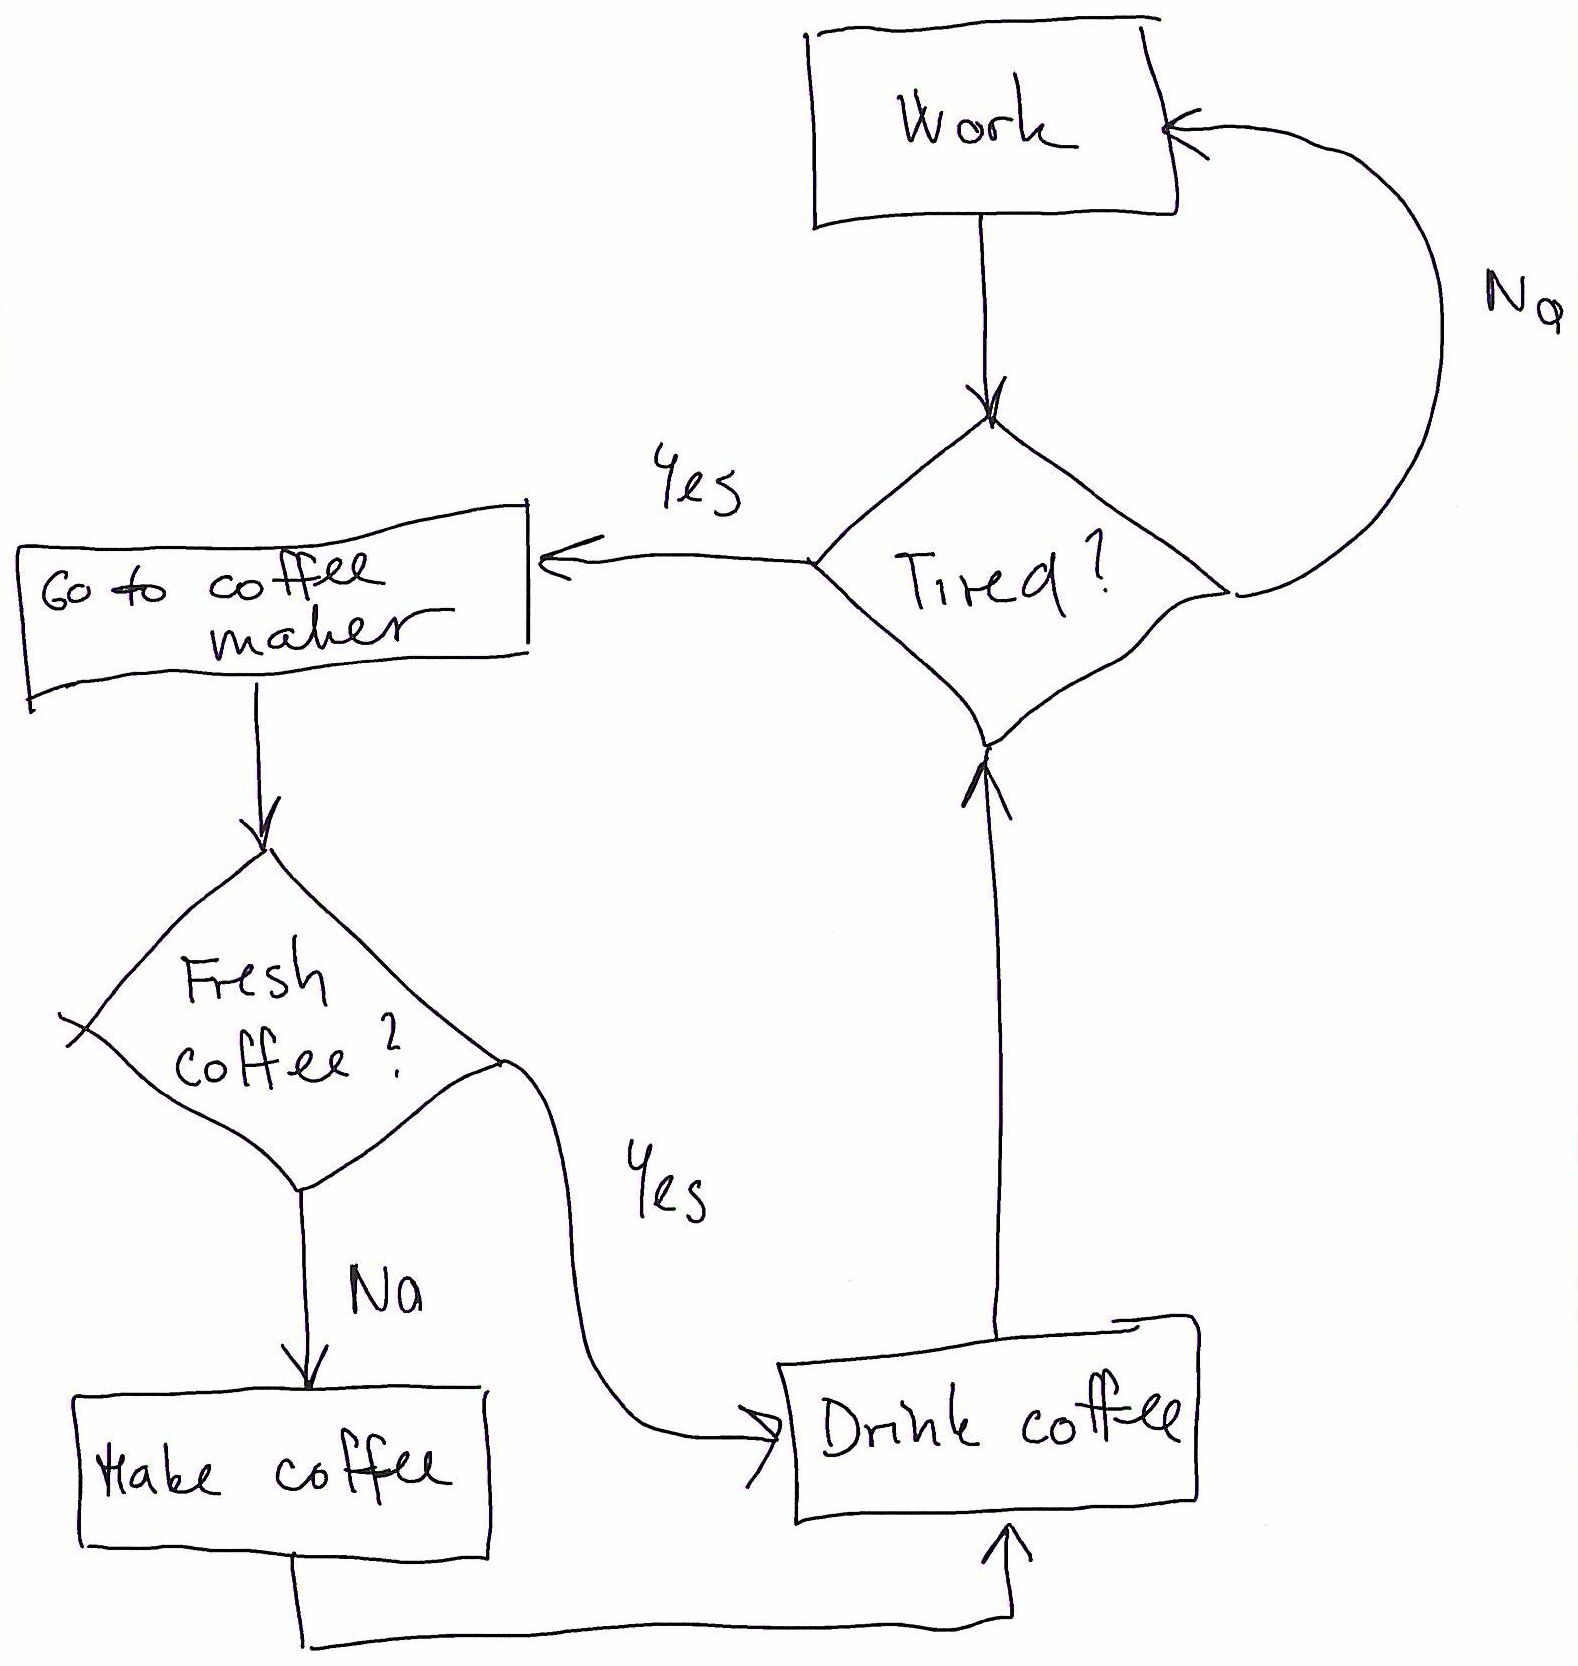 Work
No
Yes
Tired?
Go to coffee
maker
Fresh
coffee?
Yes
No
Make coffee
Drink coffee